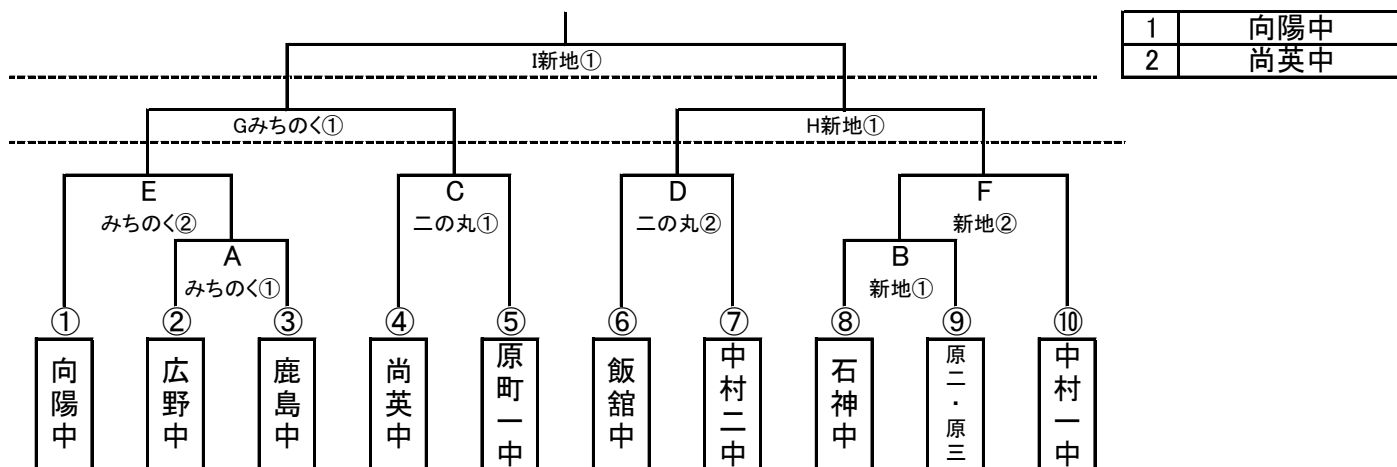 1 向陽中
2 尚英中
I新地①
Gみちのく① H新地①
E C D F
みちのく② 二の丸① 二の丸② 新地②
A B
みちのく① 新地①
① ② ③ ④ ⑤ ⑥ ⑦ ⑧ ⑨ ⑩
向陽中
広野中
鹿島中
尚英中
原町一中
飯舘中
中村二中
石神中
原二・原三
中村一中